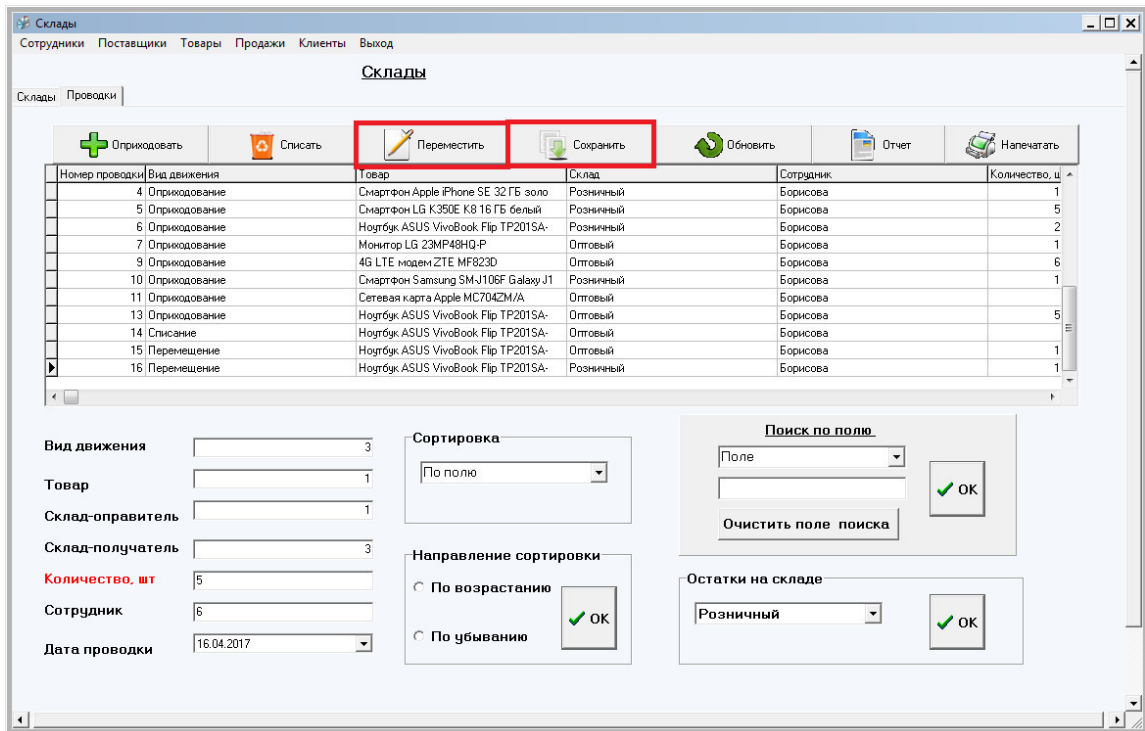 Склады
Сотрудники Поставщики Товары Продажи Клиенты Выход
Склады
Склады Проводки
Оприходовать Списать Переместить Сохранить Обновить Отчет Напечатать
Номер проводки Вид движения Товар Склад Сотрудник Количество, ш
4 Оприходование Смартфон Apple iPhone SE 32 ГБ золо Розничный Борисова 1
5 Оприходование Смартфон LG K350E K8 16 ГБ белый Розничный Борисова 5
6 Оприходование Ноутбук ASUS VivoBook Flip TP201SA- Розничный Борисова 2
7 Оприходование Монитор LG 23MP48HQ-P Оптовый Борисова 1
9 Оприходование 4G LTE модем ZTE MF823D Оптовый Борисова 6
10 Оприходование Смартфон Samsung SM-J106F Galaxy J1 Розничный Борисова 1
11 Оприходование Сетевая карта Apple MC704ZM/A Оптовый Борисова
13 Оприходование Ноутбук ASUS VivoBook Flip TP201SA- Оптовый Борисова 5
14 Списание Ноутбук ASUS VivoBook Flip TP201SA- Оптовый Борисова
15 Перемещение Ноутбук ASUS VivoBook Flip TP201SA- Оптовый Борисова 1
16 Перемещение Ноутбук ASUS VivoBook Flip TP201SA- Розничный Борисова 1
Вид движения 3
Товар 1
Склад-оправитель 1
Склад-получатель 3
Количество, шт 5
Сотрудник 6
Дата проводки 16.04.2017
Сортировка
По полю
Направление сортировки
По возрастанию
По убыванию
OK
Поиск по полю
Поле
OK
Очистить поле поиска
Остатки на складе
Розничный
OK